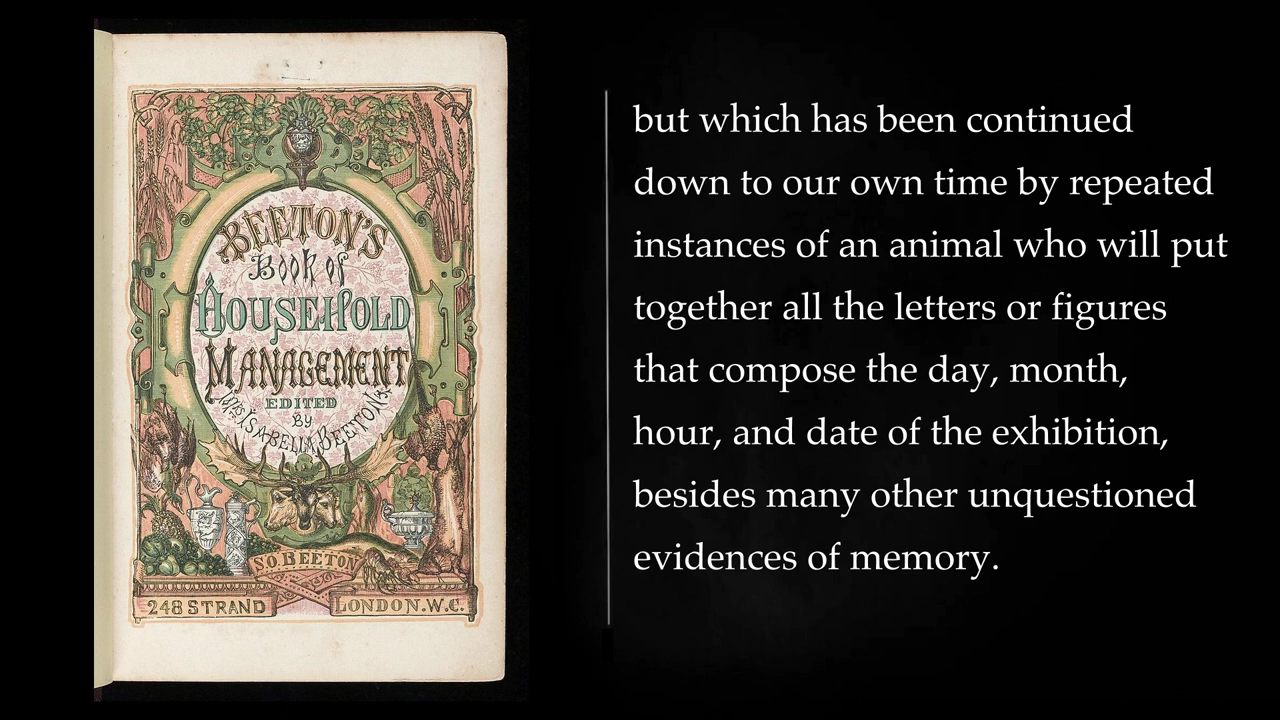 BEETON'S
Book of
HOUSEHOLD
MANAGEMENT
EDITED
By
MRS ISABELLA BEETON.
S.O.BEETON
248 STRAND
LONDON.W.C.
but which has been continued
down to our own time by repeated
instances of an animal who will put
together all the letters or figures
that compose the day, month,
hour, and date of the exhibition,
besides many other unquestioned
evidences of memory.